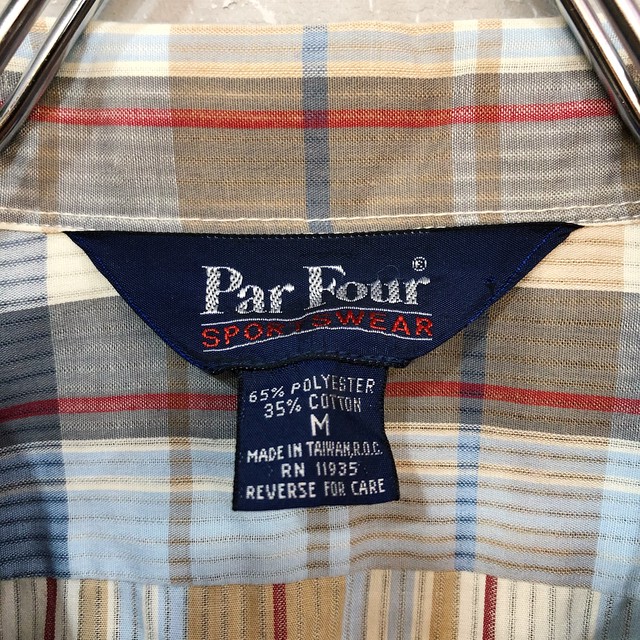 Par Four®
SPORTSWEAR
65% POLYESTER
35% COTTON
M
MADE IN TAIWAN,R.O.C.
RN 11935
REVERSE FOR CARE